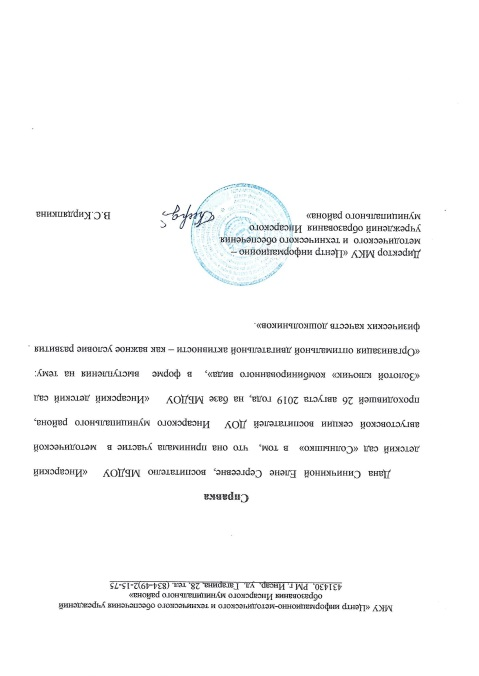 МКУ «Центр информационно-методического и технического обеспечения учреждений
образования Инсарского муниципального района»
431430, РМ г. Инсар, ул. Гагарина, 28, тел. (834-49)2-15-75
Справка
Дана Синичкиной Елене Сергеевне, воспитателю МБДОУ «Инсарский
детский сад «Солнышко» в том, что она принимала участие в методической
августовской секции воспитателей ДОУ Инсарского муниципального района,
проходившей 26 августа 2019 года, на базе МБДОУ «Инсарский детский сад
«Золотой ключик» комбинированного вида», в форме выступления на тему:
«Организация оптимальной двигательной активности – как важное условие развития
физических качеств дошкольников».
Директор МКУ «Центр информационно –
методического и технического обеспечения
учреждений образования Инсарского
муниципального района»
В.С.Кирдяпкина